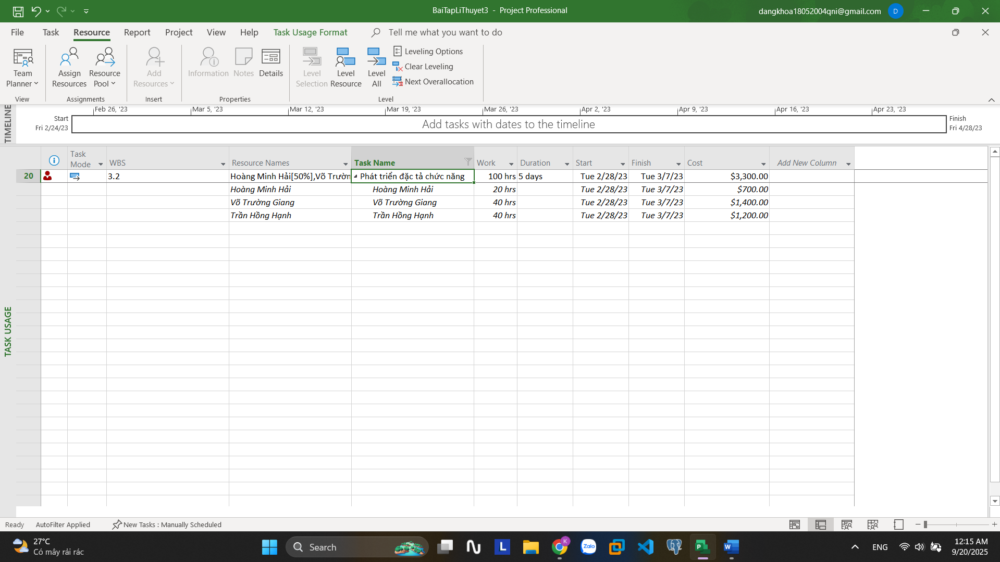 BaiTapLiThuyet3 - Project Professional
dangkhoa18052004qni@gmail.com
D
File Task Resource Report Project View Help Task Usage Format Tell me what you want to do
Team Planner
Assign Resources
Resource Pool
Add Resources
Information
Notes
Details
Level Selection
Level Resource
Level All
Leveling Options
Clear Leveling
Next Overallocation
View Assignments Insert Properties Level
TIMELINE
Feb 26, '23 Mar 5, '23 Mar 12, '23 Mar 19, '23 Mar 26, '23 Apr 2, '23 Apr 9, '23 Apr 16, '23 Apr 23, '23
Start
Fri 2/24/23
Add tasks with dates to the timeline
Finish
Fri 4/28/23
Task Mode WBS Resource Names Task Name Work Duration Start Finish Cost Add New Column
20 3.2 Hoàng Minh Hải[50%],Võ Trườn Phát triển đặc tả chức năng 100 hrs 5 days Tue 2/28/23 Tue 3/7/23 $3,300.00
Hoàng Minh Hải Hoàng Minh Hải 20 hrs Tue 2/28/23 Tue 3/7/23 $700.00
Võ Trường Giang Võ Trường Giang 40 hrs Tue 2/28/23 Tue 3/7/23 $1,400.00
Trần Hồng Hạnh Trần Hồng Hạnh 40 hrs Tue 2/28/23 Tue 3/7/23 $1,200.00
TASK USAGE
Ready AutoFilter Applied New Tasks : Manually Scheduled
27°C
Có mây rải rác
Search
L
K
Zalo
P
W
ENG
12:15 AM
9/20/2025